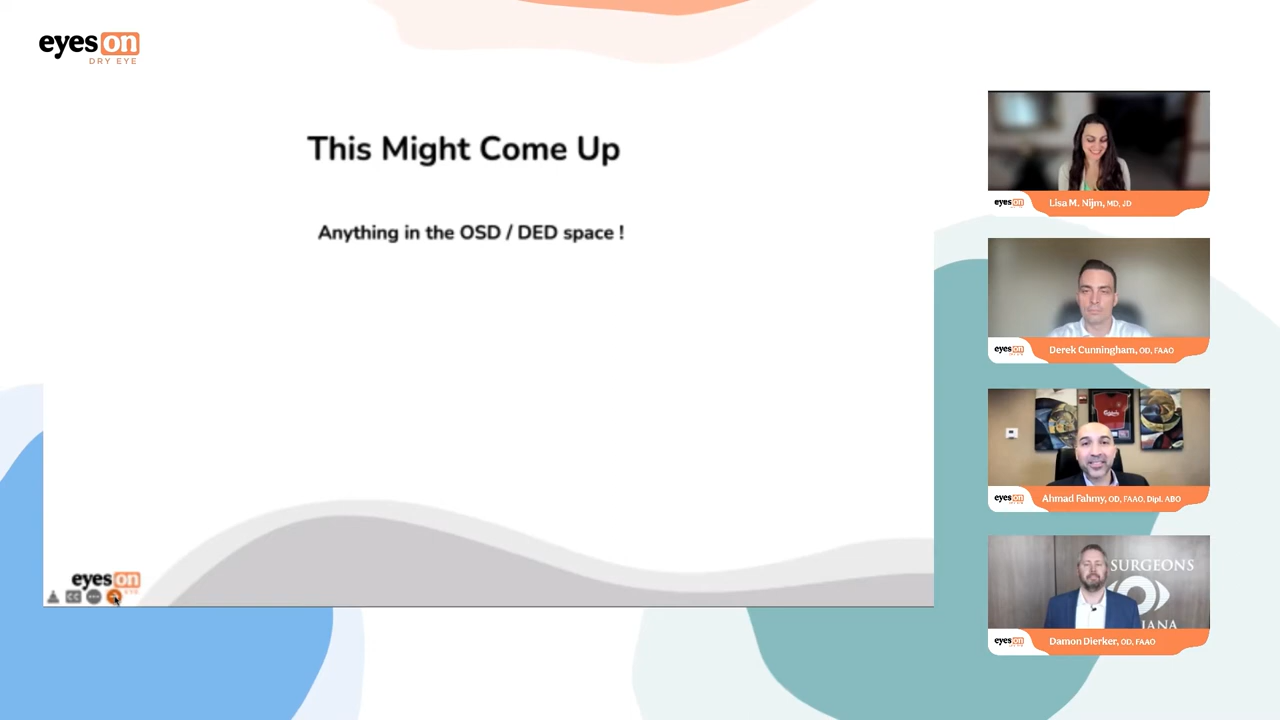 eyes on
DRY EYE
This Might Come Up
Anything in the OSD / DED space !
eyes on
CC
eyes on
Lisa M. Nijm, MD, JD
eyes on
Derek Cunningham, OD, FAAO
Carlsberg
eyes on
Ahmad Fahmy, OD, FAAO, Dipl. ABO
SURGEONS
IANA
eyes on
Damon Dierker, OD, FAAO